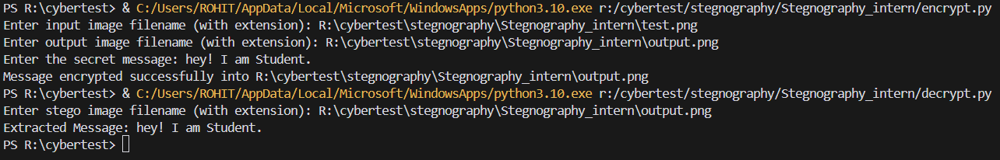 PS R:\cybertest> & C:/Users/ROHIT/AppData/Local/Microsoft/WindowsApps/python3.10.exe r:/cybertest/stegnography/Stegnography_intern/encrypt.py
Enter input image filename (with extension): R:\cybertest\stegnography\Stegnography_intern\test.png
Enter output image filename (with extension): R:\cybertest\stegnography\Stegnography_intern\output.png
Enter the secret message: hey! I am Student.
Message encrypted successfully into R:\cybertest\stegnography\Stegnography_intern\output.png
PS R:\cybertest> & C:/Users/ROHIT/AppData/Local/Microsoft/WindowsApps/python3.10.exe r:/cybertest/stegnography/Stegnography_intern/decrypt.py
Enter stego image filename (with extension): R:\cybertest\stegnography\Stegnography_intern\output.png
Extracted Message: hey! I am Student.
PS R:\cybertest>